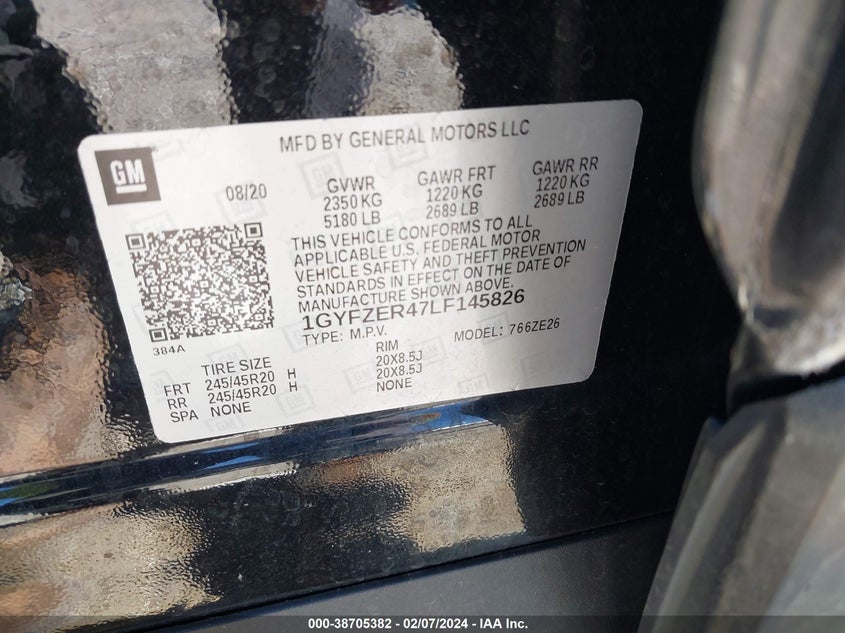 MFD BY GENERAL MOTORS LLC
GM
08/20
GVWR GAWR FRT GAWR RR
2350 KG 1220 KG 1220 KG
5180 LB 2689 LB 2689 LB
THIS VEHICLE CONFORMS TO ALL
APPLICABLE U.S. FEDERAL MOTOR
VEHICLE SAFETY AND THEFT PREVENTION
STANDARDS IN EFFECT ON THE DATE OF
MANUFACTURE SHOWN ABOVE.
1GYFZER47LF145826
TYPE: M.P.V. MODEL: 766ZE26
384A
TIRE SIZE RIM
FRT 245/45R20 H 20X8.5J
RR 245/45R20 H 20X8.5J
SPA NONE NONE
000-38705382 - 02/07/2024 - IAA Inc.